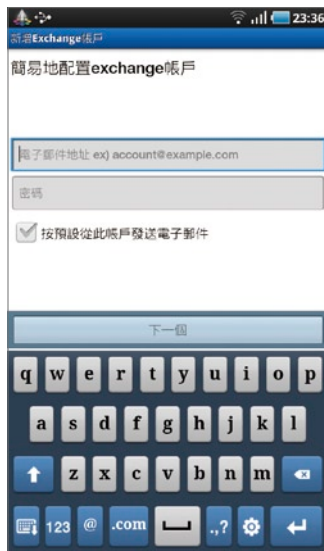 23:36
新增Exchange帳戶
簡易地配置exchange帳戶
電子郵件地址 ex) account@example.com
密碼
按預設從此帳戶發送電子郵件
下一個
q w e r t y u i o p
a s d f g h j k l
z x c v b n m
123 @ .com .,?